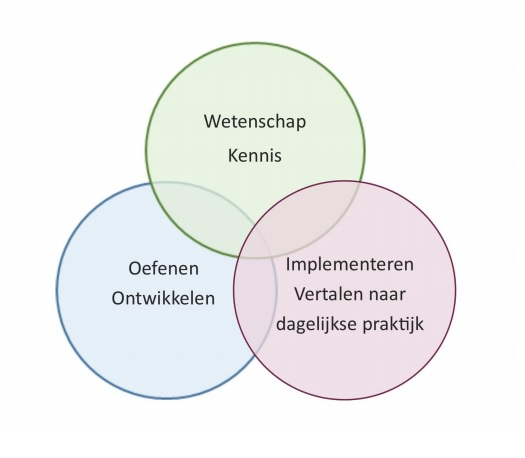 Wetenschap
Kennis
Oefenen
Ontwikkelen
Implementeren
Vertalen naar
dagelijkse praktijk